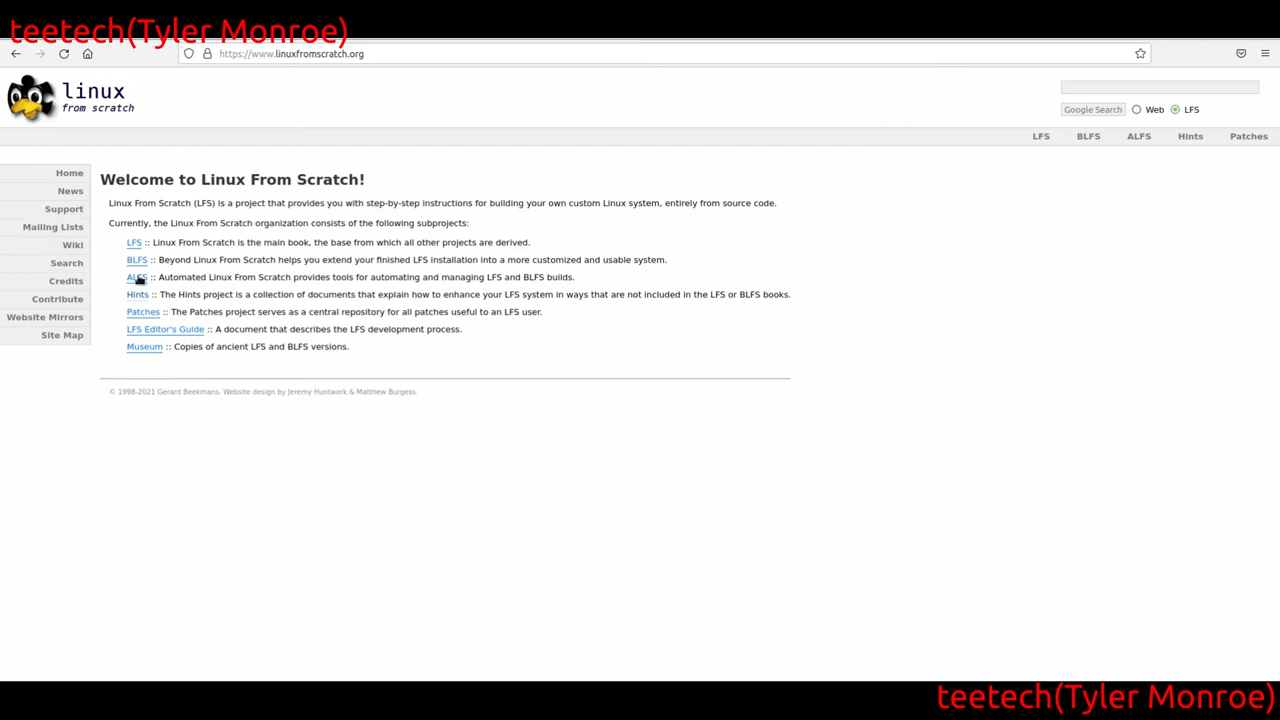 teetech(Tyler Monroe)
https://www.linuxfromscratch.org
linux
from scratch
Google Search Web LFS
LFS BLFS ALFS Hints Patches
Home
News
Support
Mailing Lists
Wiki
Search
Credits
Contribute
Website Mirrors
Site Map
Welcome to Linux From Scratch!
Linux From Scratch (LFS) is a project that provides you with step-by-step instructions for building your own custom Linux system, entirely from source code.
Currently, the Linux From Scratch organization consists of the following subprojects:
LFS :: Linux From Scratch is the main book, the base from which all other projects are derived.
BLFS :: Beyond Linux From Scratch helps you extend your finished LFS installation into a more customized and usable system.
ALFS :: Automated Linux From Scratch provides tools for automating and managing LFS and BLFS builds.
Hints :: The Hints project is a collection of documents that explain how to enhance your LFS system in ways that are not included in the LFS or BLFS books.
Patches :: The Patches project serves as a central repository for all patches useful to an LFS user.
LFS Editor's Guide :: A document that describes the LFS development process.
Museum :: Copies of ancient LFS and BLFS versions.
© 1998-2021 Gerard Beekmans. Website design by Jeremy Huntwork & Matthew Burgess.
teetech(Tyler Monroe)